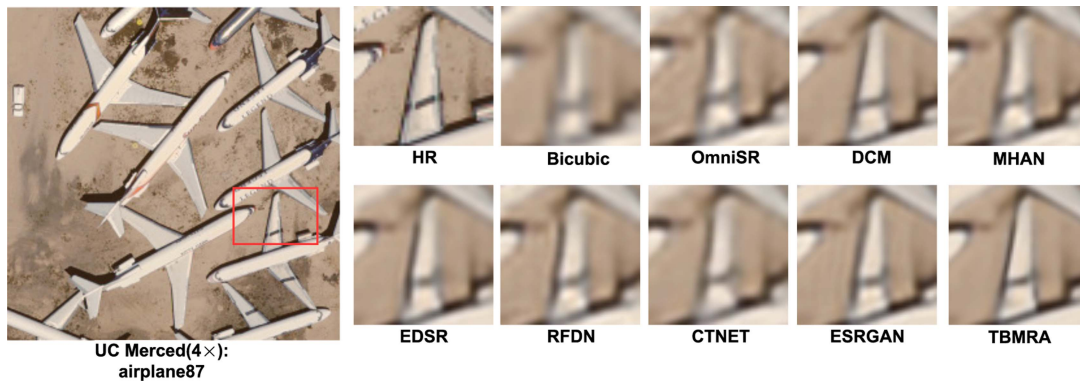 HR
Bicubic
OmniSR
DCM
MHAN
EDSR
RFDN
CTNET
ESRGAN
TBMRA
UC Merced(4×):
airplane87